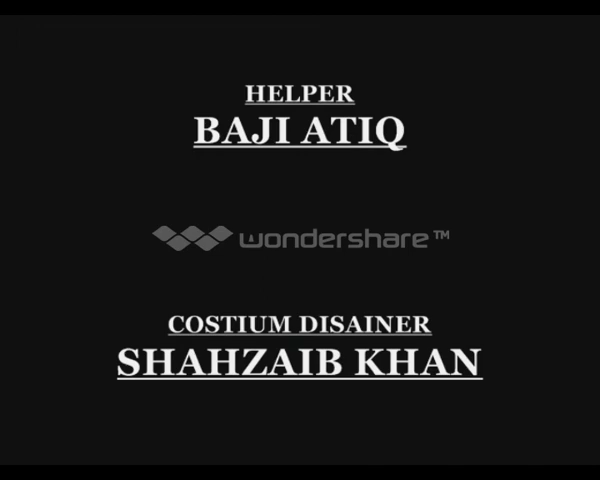 HELPER
BAJI ATIQ
wondershare™
COSTIUM DISAINER
SHAHZAIB KHAN